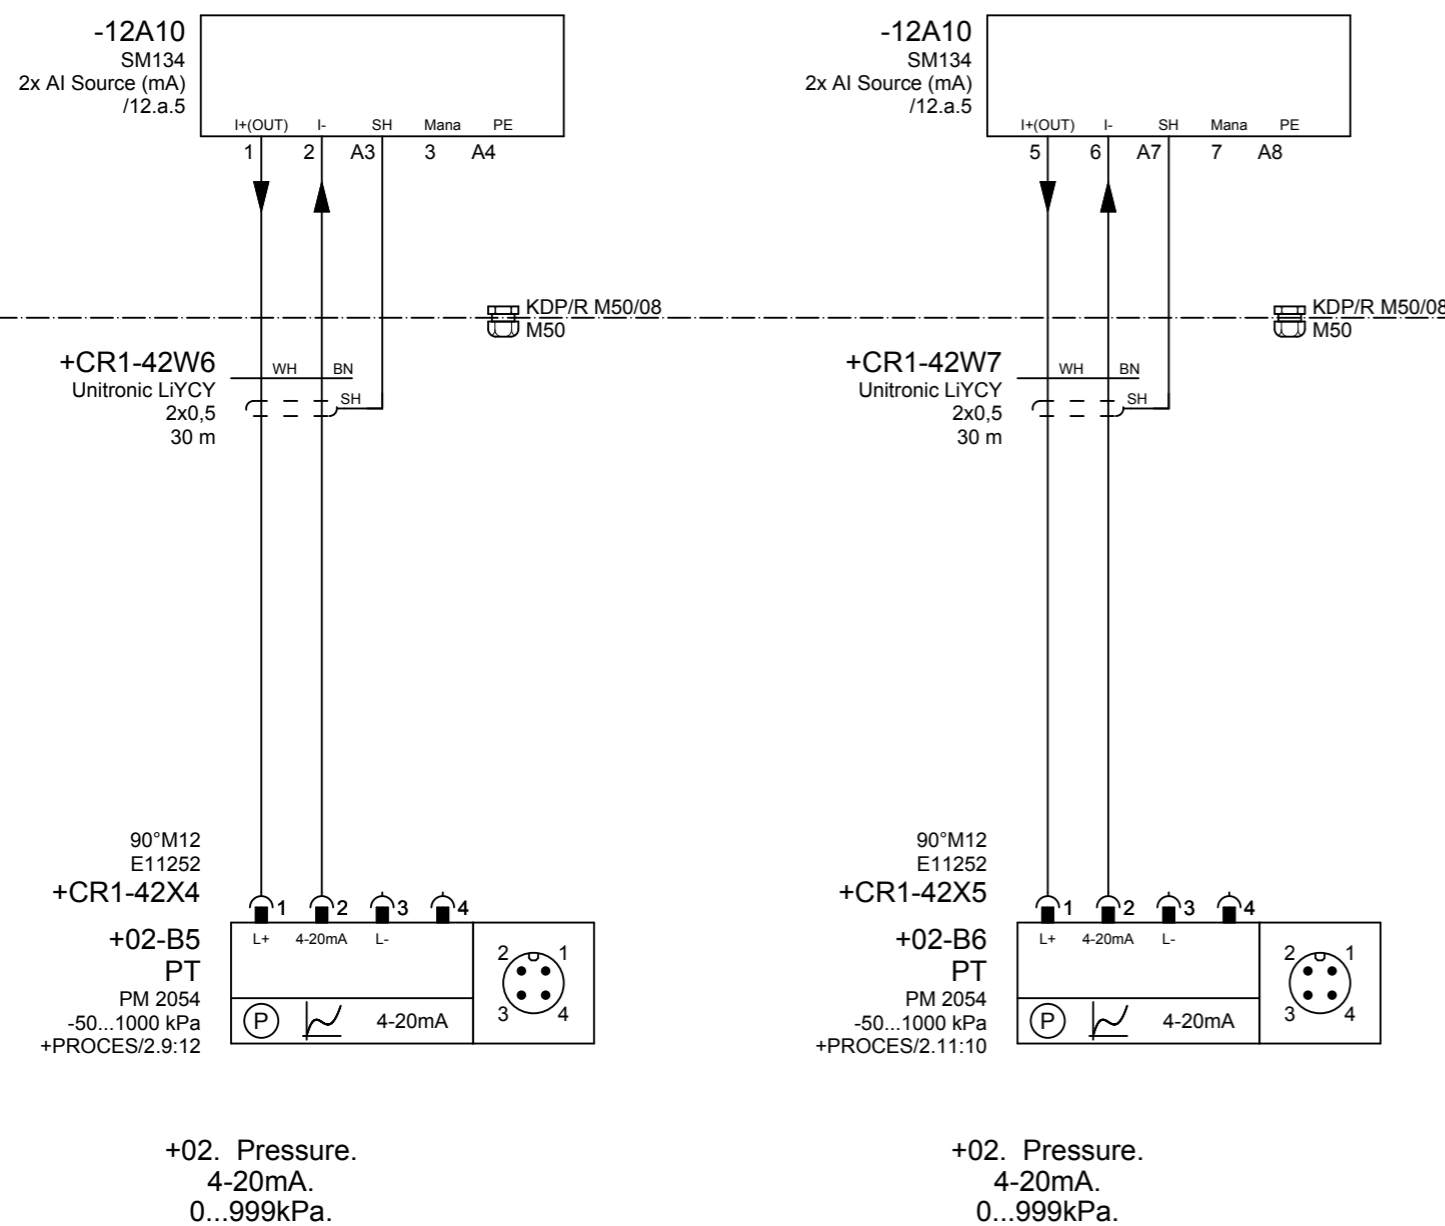 -12A10
SM134
2x AI Source (mA)
/12.a.5
I+(OUT) I- SH Mana PE
1 2 A3 3 A4
KDP/R M50/08
M50
+CR1-42W6
Unitronic LiYCY
2x0,5
30 m
WH BN
SH
90°M12
E11252
+CR1-42X4
1 2 3 4
+02-B5
PT
PM 2054
-50...1000 kPa
+PROCES/2.9:12
L+ 4-20mA L-
P 4-20mA
2 1
3 4
+02. Pressure.
4-20mA.
0...999kPa.
-12A10
SM134
2x AI Source (mA)
/12.a.5
I+(OUT) I- SH Mana PE
5 6 A7 7 A8
KDP/R M50/08
M50
+CR1-42W7
Unitronic LiYCY
2x0,5
30 m
WH BN
SH
90°M12
E11252
+CR1-42X5
1 2 3 4
+02-B6
PT
PM 2054
-50...1000 kPa
+PROCES/2.11:10
L+ 4-20mA L-
P 4-20mA
2 1
3 4
+02. Pressure.
4-20mA.
0...999kPa.